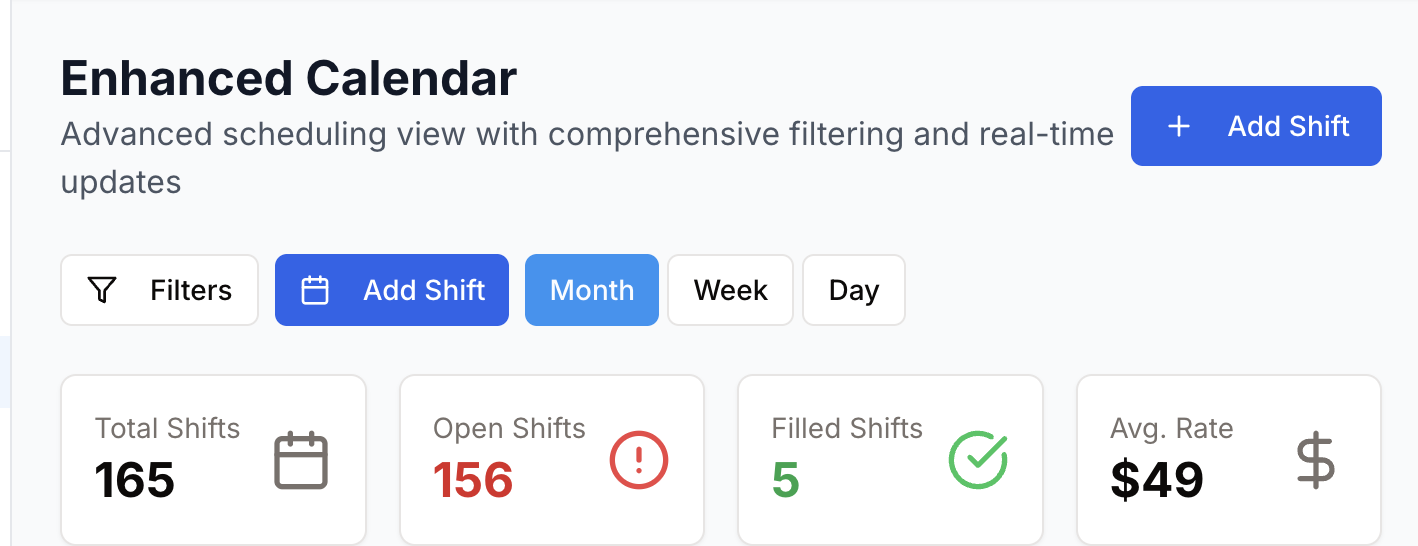 Enhanced Calendar
Advanced scheduling view with comprehensive filtering and real-time
updates
Add Shift
Filters
Add Shift
Month
Week
Day
Total Shifts
165
Open Shifts
156
Filled Shifts
5
Avg. Rate
$49